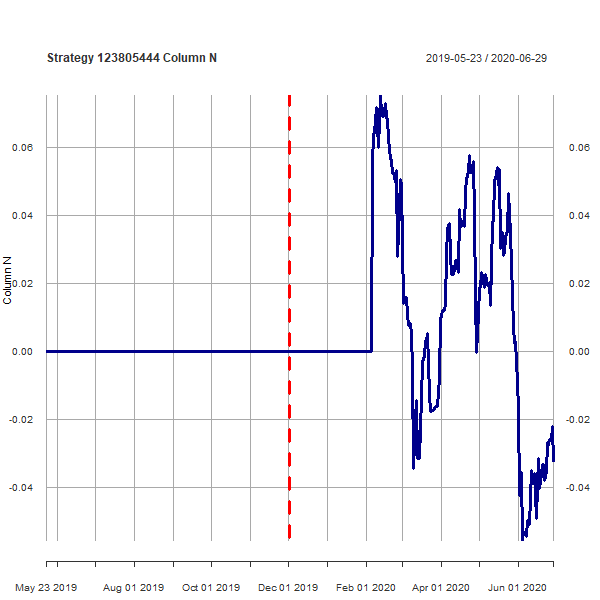 Strategy 123805444 Column N 2019-05-23 / 2020-06-29
0.06 0.06
0.04 0.04
0.02 0.02
Column N
0.00 0.00
-0.02 -0.02
-0.04 -0.04
May 23 2019 Aug 01 2019 Oct 01 2019 Dec 01 2019 Feb 01 2020 Apr 01 2020 Jun 01 2020